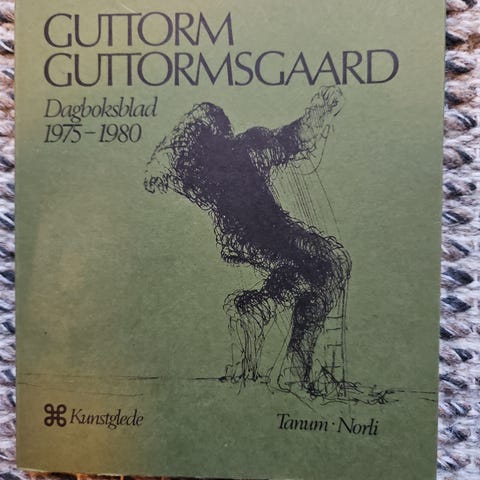 GUTTORM
GUTTORMSGAARD
Dagboksblad
1975–1980
⌘ Kunstglede
Tanum · Norli